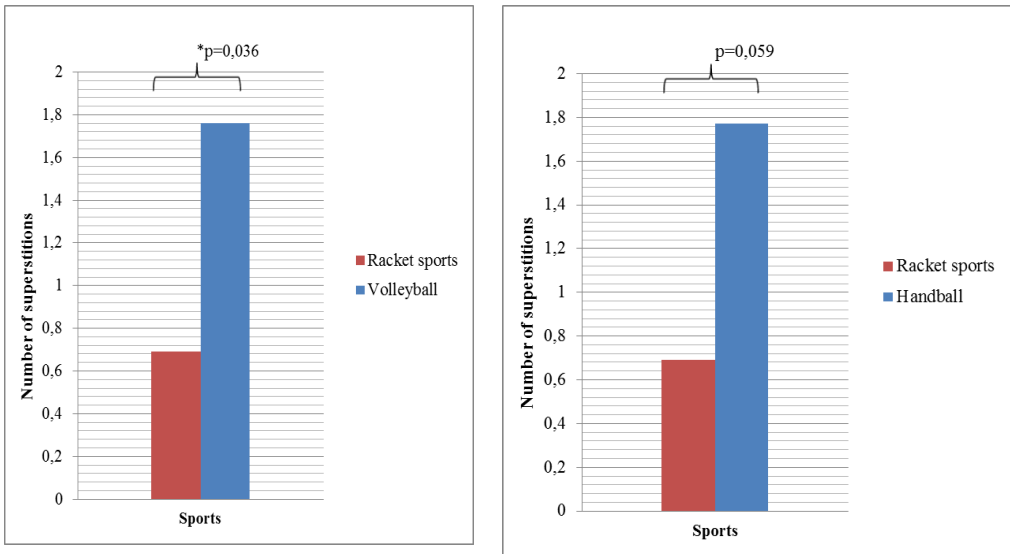 *p=0,036
2
1,8
1,6
1,4
1,2
1
0,8
0,6
0,4
0,2
0
Number of superstitions
Sports
Racket sports
Volleyball
p=0,059
2
1,8
1,6
1,4
1,2
1
0,8
0,6
0,4
0,2
0
Number of superstitions
Sports
Racket sports
Handball